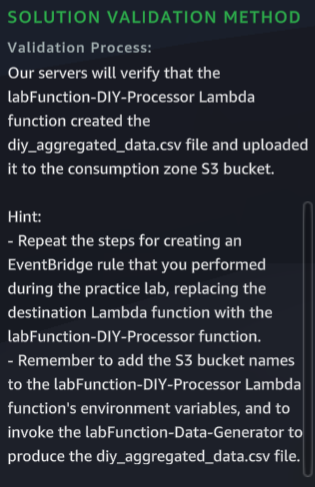 SOLUTION VALIDATION METHOD
Validation Process:
Our servers will verify that the
labFunction-DIY-Processor Lambda
function created the
diy_aggregated_data.csv file and uploaded
it to the consumption zone S3 bucket.
Hint:
- Repeat the steps for creating an
EventBridge rule that you performed
during the practice lab, replacing the
destination Lambda function with the
labFunction-DIY-Processor function.
- Remember to add the S3 bucket names
to the labFunction-DIY-Processor Lambda
function's environment variables, and to
invoke the labFunction-Data-Generator to
produce the diy_aggregated_data.csv file.